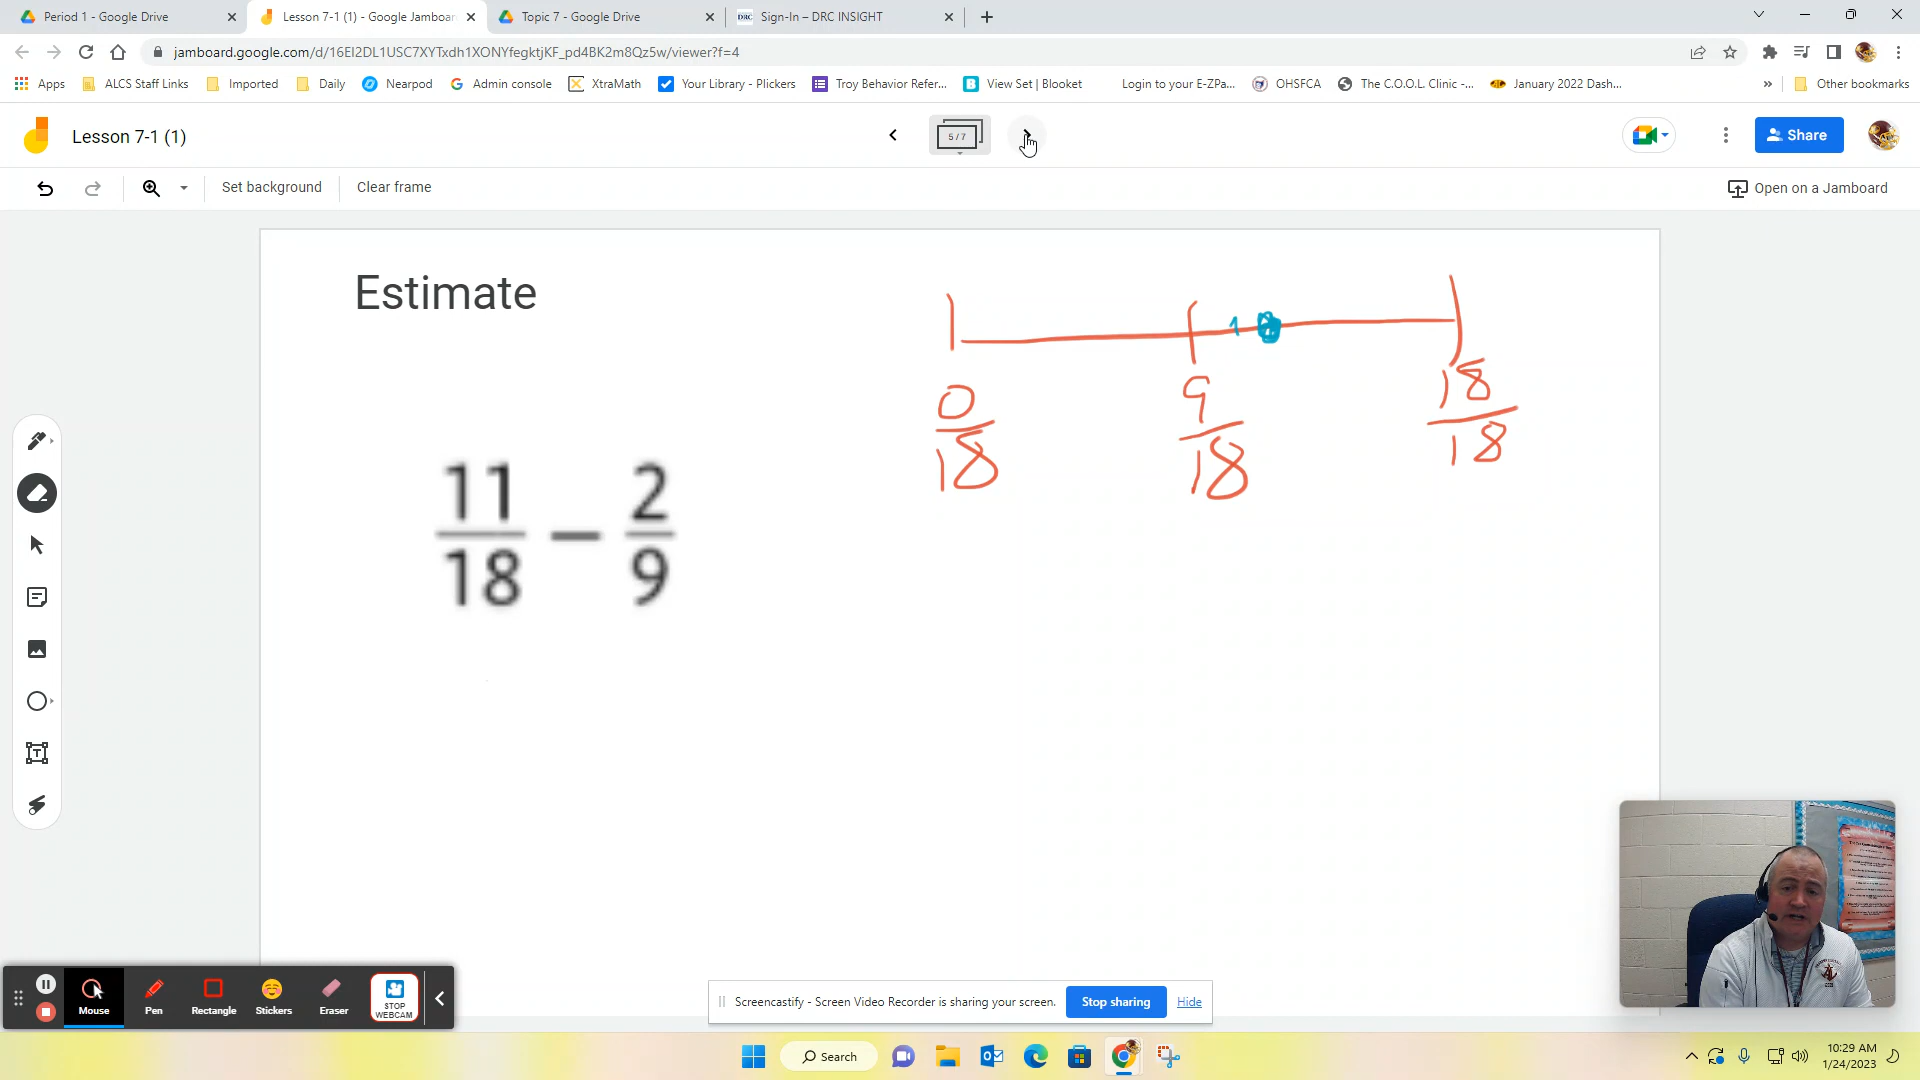 Period 1 - Google Drive
Lesson 7-1 (1) - Google Jamboar
Topic 7 - Google Drive
DRC Sign-In – DRC INSIGHT
jamboard.google.com/d/16EI2DL1USC7XYTxdh1XONYfegktjKF_pd4BK2m8Qz5w/viewer?f=4
Apps
ALCS Staff Links
Imported
Daily
Nearpod
Admin console
XtraMath
Your Library - Plickers
Troy Behavior Refer...
View Set | Blooket
Login to your E-ZPa...
OHSFCA
The C.O.O.L. Clinic -...
January 2022 Dash...
»
Other bookmarks
Lesson 7-1 (1)
5 / 7
Share
Set background
Clear frame
Open on a Jamboard
Estimate
0
18
9
18
18
18
11
18
—
2
9
Mouse
Pen
Rectangle
Stickers
Eraser
STOP
WEBCAM
Screencastify - Screen Video Recorder is sharing your screen.
Stop sharing
Hide
Search
10:29 AM
1/24/2023